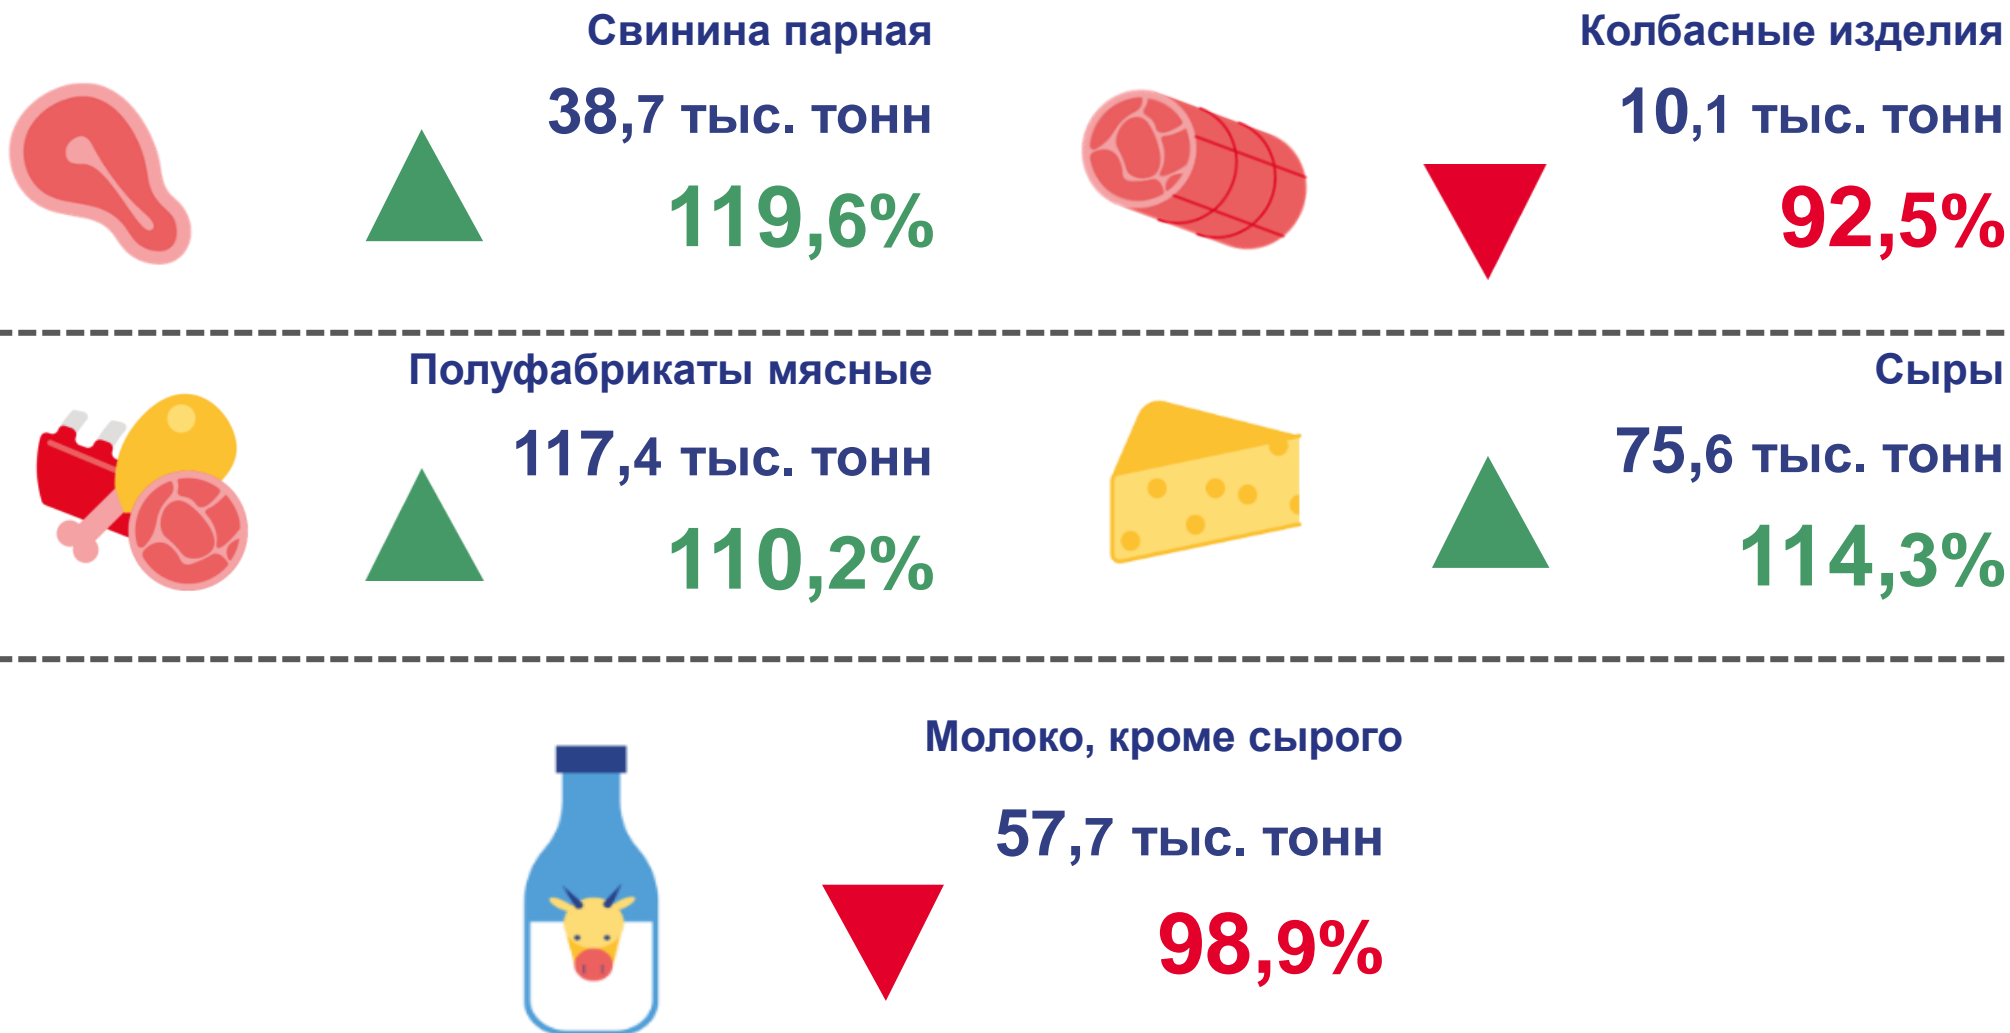 Свинина парная
38,7 тыс. тонн
119,6%
Колбасные изделия
10,1 тыс. тонн
92,5%
Полуфабрикаты мясные
117,4 тыс. тонн
110,2%
Сыры
75,6 тыс. тонн
114,3%
Молоко, кроме сырого
57,7 тыс. тонн
98,9%